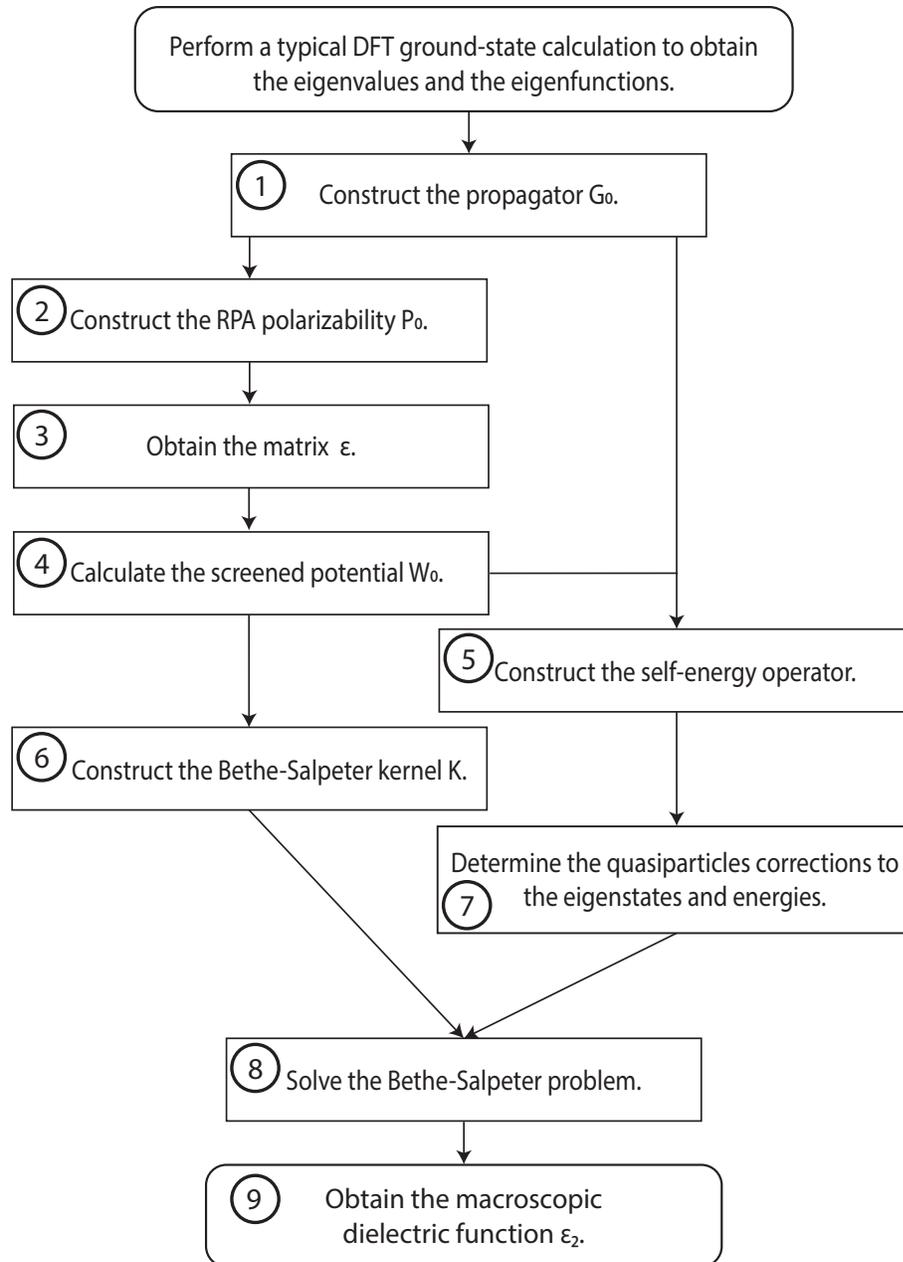 Perform a typical DFT ground-state calculation to obtain
the eigenvalues and the eigenfunctions.
1
Construct the propagator G₀.
2
Construct the RPA polarizability P₀.
3
Obtain the matrix ε.
4
Calculate the screened potential W₀.
5
Construct the self-energy operator.
6
Construct the Bethe-Salpeter kernel K.
Determine the quasiparticles corrections to
7
the eigenstates and energies.
8
Solve the Bethe-Salpeter problem.
9
Obtain the macroscopic
dielectric function ε₂.